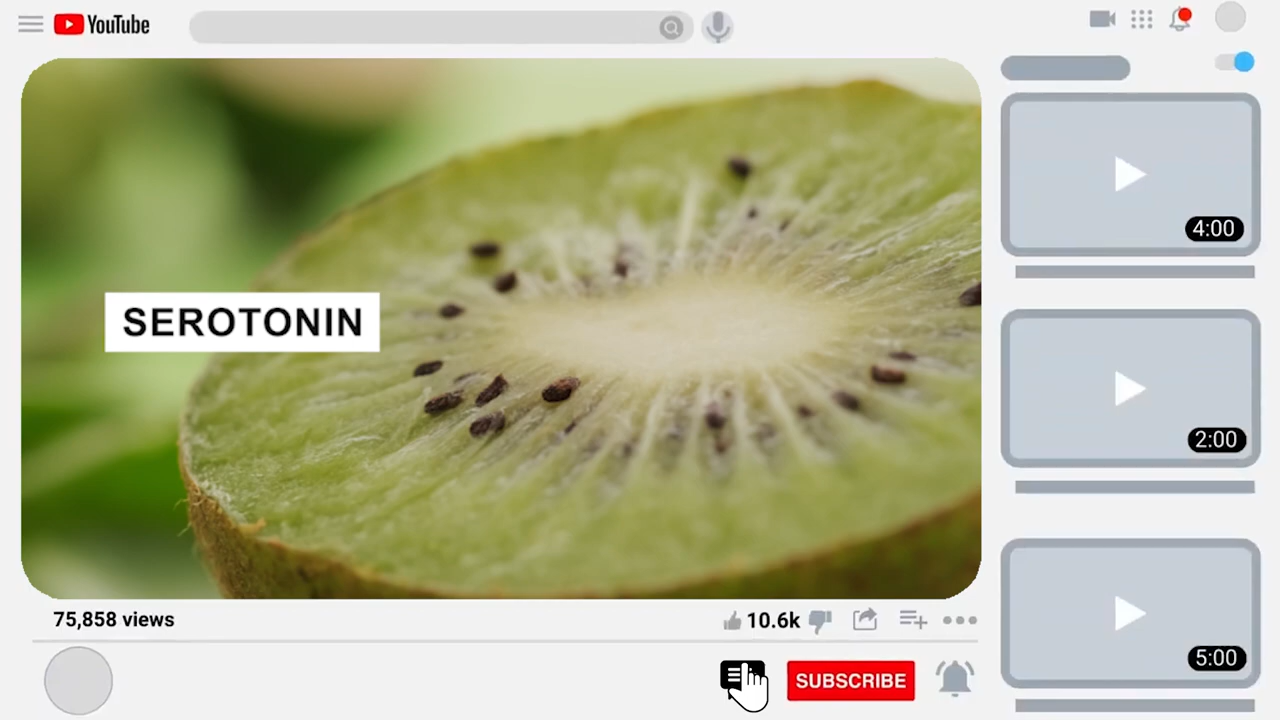 YouTube
SEROTONIN
4:00
2:00
75,858 views
10.6k
5:00
SUBSCRIBE